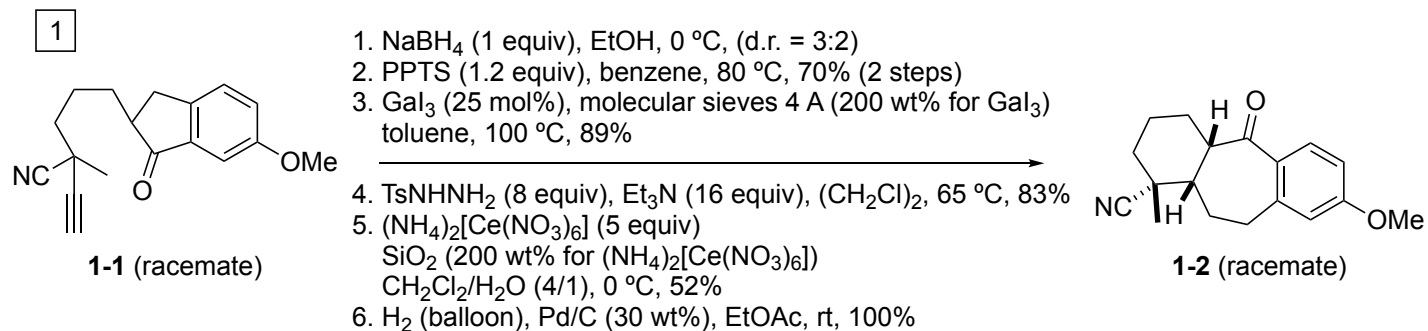 1
1. NaBH4 (1 equiv), EtOH, 0 ºC, (d.r. = 3:2)
2. PPTS (1.2 equiv), benzene, 80 ºC, 70% (2 steps)
3. GaI3 (25 mol%), molecular sieves 4 A (200 wt% for GaI3)
toluene, 100 ºC, 89%
4. TsNHNH2 (8 equiv), Et3N (16 equiv), (CH2Cl)2, 65 ºC, 83%
5. (NH4)2[Ce(NO3)6] (5 equiv)
SiO2 (200 wt% for (NH4)2[Ce(NO3)6])
CH2Cl2/H2O (4/1), 0 ºC, 52%
6. H2 (balloon), Pd/C (30 wt%), EtOAc, rt, 100%
NC
O
OMe
1-1 (racemate)
H
O
NC
H
OMe
1-2 (racemate)